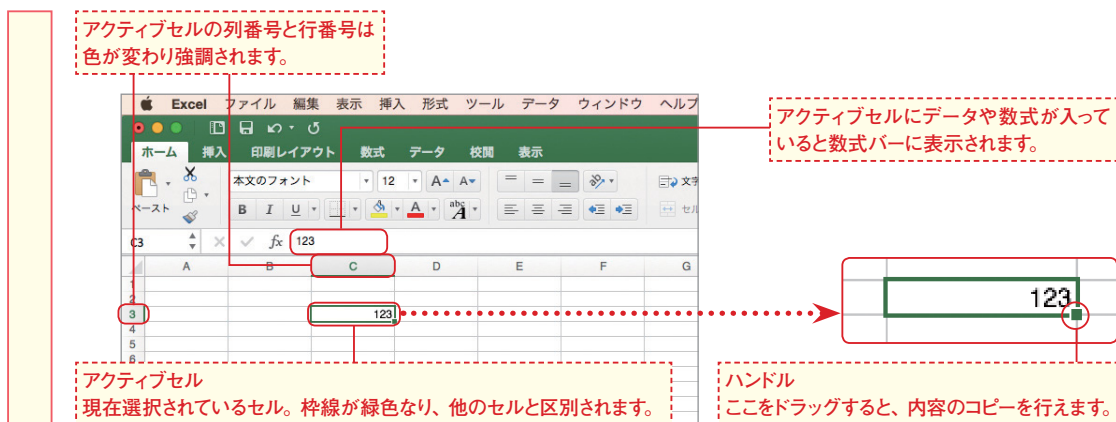 アクティブセルの列番号と行番号は
色が変わり強調されます。
Excel ファイル 編集 表示 挿入 形式 ツール データ ウィンドウ ヘルプ
アクティブセルにデータや数式が入って
いると数式バーに表示されます。
ホーム 挿入 印刷レイアウト 数式 データ 校閲 表示
ペースト
本文のフォント 12 A A
B I U A abc A
C3 fx 123
A B C D E F G
1
2
3 123
4
5
6
123
アクティブセル
現在選択されているセル。枠線が緑色なり、他のセルと区別されます。
ハンドル
ここをドラッグすると、内容のコピーを行えます。